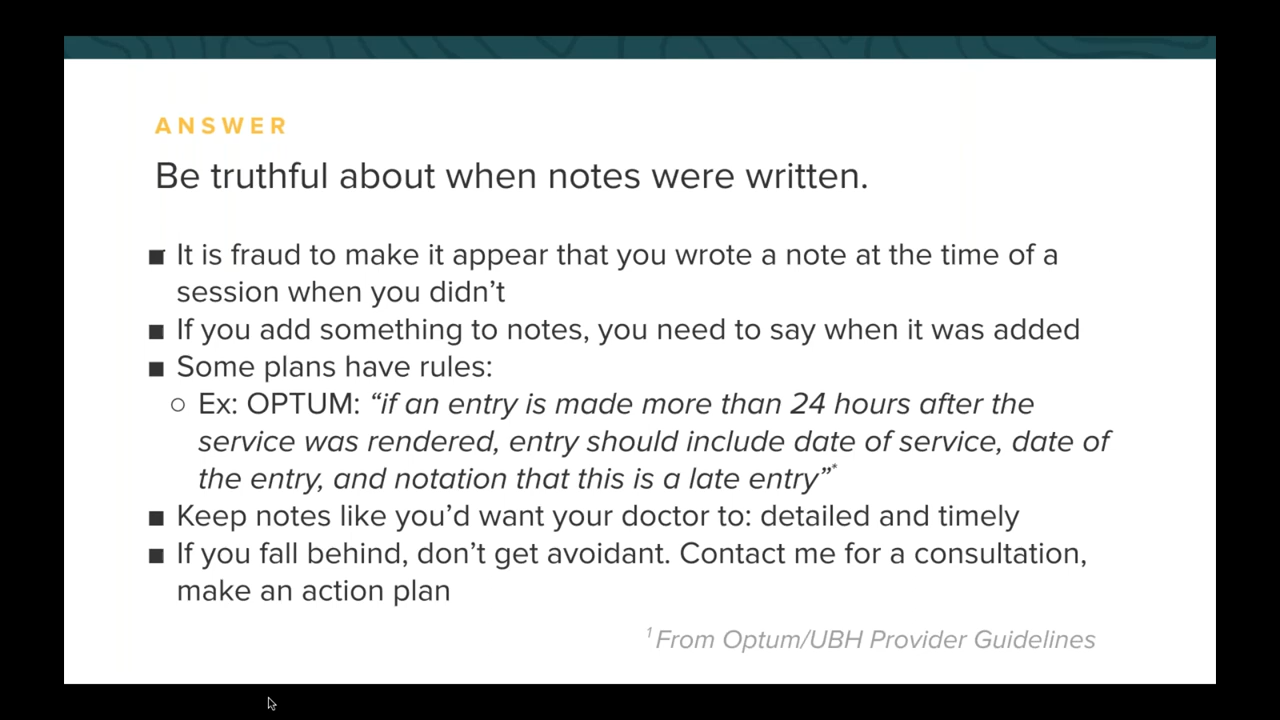 ANSWER
Be truthful about when notes were written.
■ It is fraud to make it appear that you wrote a note at the time of a
session when you didn’t
■ If you add something to notes, you need to say when it was added
■ Some plans have rules:
○ Ex: OPTUM: “if an entry is made more than 24 hours after the
service was rendered, entry should include date of service, date of
the entry, and notation that this is a late entry”*
■ Keep notes like you’d want your doctor to: detailed and timely
■ If you fall behind, don’t get avoidant. Contact me for a consultation,
make an action plan
¹ From Optum/UBH Provider Guidelines